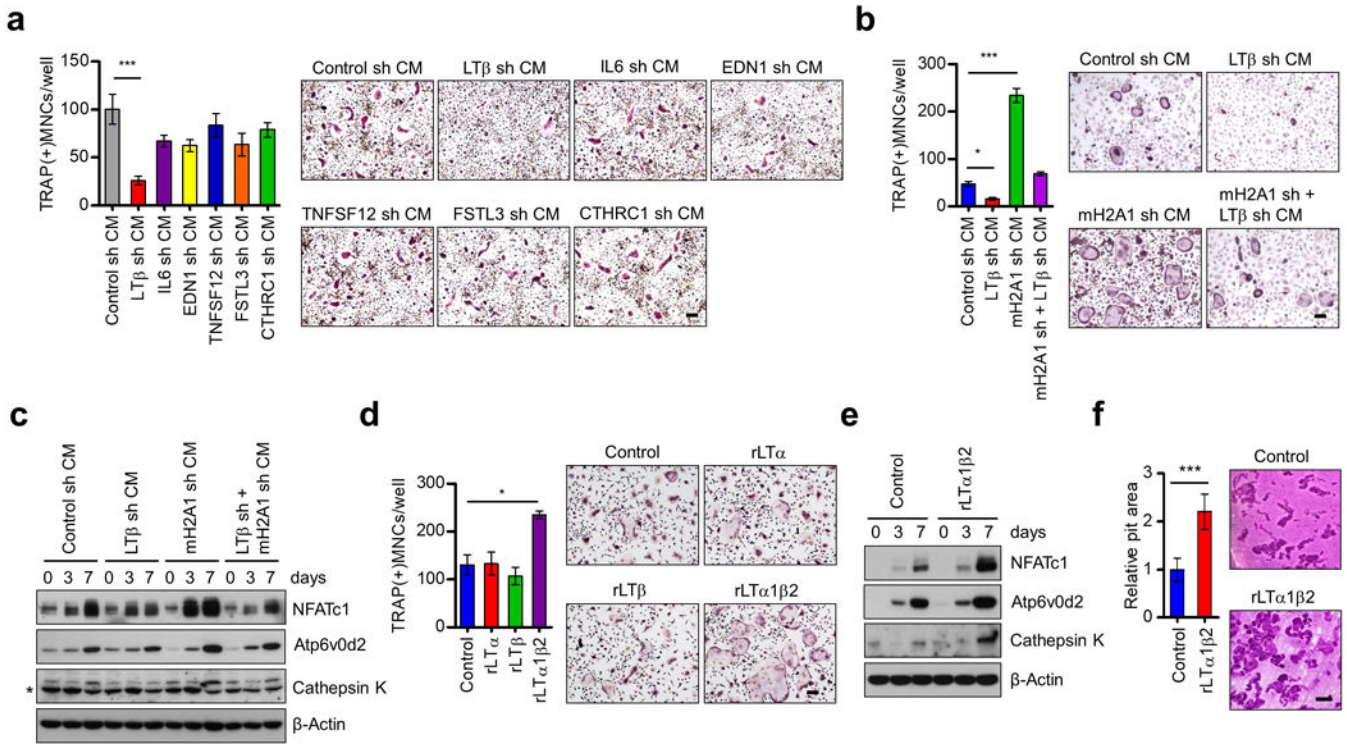 a
TRAP(+)MNCs/well
150
100
50
0
***
Control sh CM
LTβ sh CM
IL6 sh CM
EDN1 sh CM
TNFSF12 sh CM
FSTL3 sh CM
CTHRC1 sh CM
Control sh CM
LTβ sh CM
IL6 sh CM
EDN1 sh CM
TNFSF12 sh CM
FSTL3 sh CM
CTHRC1 sh CM
b
TRAP(+)MNCs/well
300
200
100
0
***
*
Control sh CM
LTβ sh CM
mH2A1 sh CM
mH2A1 sh + LTβ sh CM
Control sh CM
LTβ sh CM
mH2A1 sh CM
mH2A1 sh +
LTβ sh CM
c
Control sh CM
LTβ sh CM
mH2A1 sh CM
LTβ sh +
mH2A1 sh CM
0 3 7 0 3 7 0 3 7 0 3 7 days
NFATc1
Atp6v0d2
* Cathepsin K
β-Actin
d
TRAP(+)MNCs/well
300
200
100
0
*
Control
rLTα
rLTβ
rLTα1β2
Control
rLTα
rLTβ
rLTα1β2
e
Control
rLTα1β2
0 3 7 0 3 7 days
NFATc1
Atp6v0d2
Cathepsin K
β-Actin
f
Relative pit area
3
2
1
0
***
Control
rLTα1β2
Control
rLTα1β2